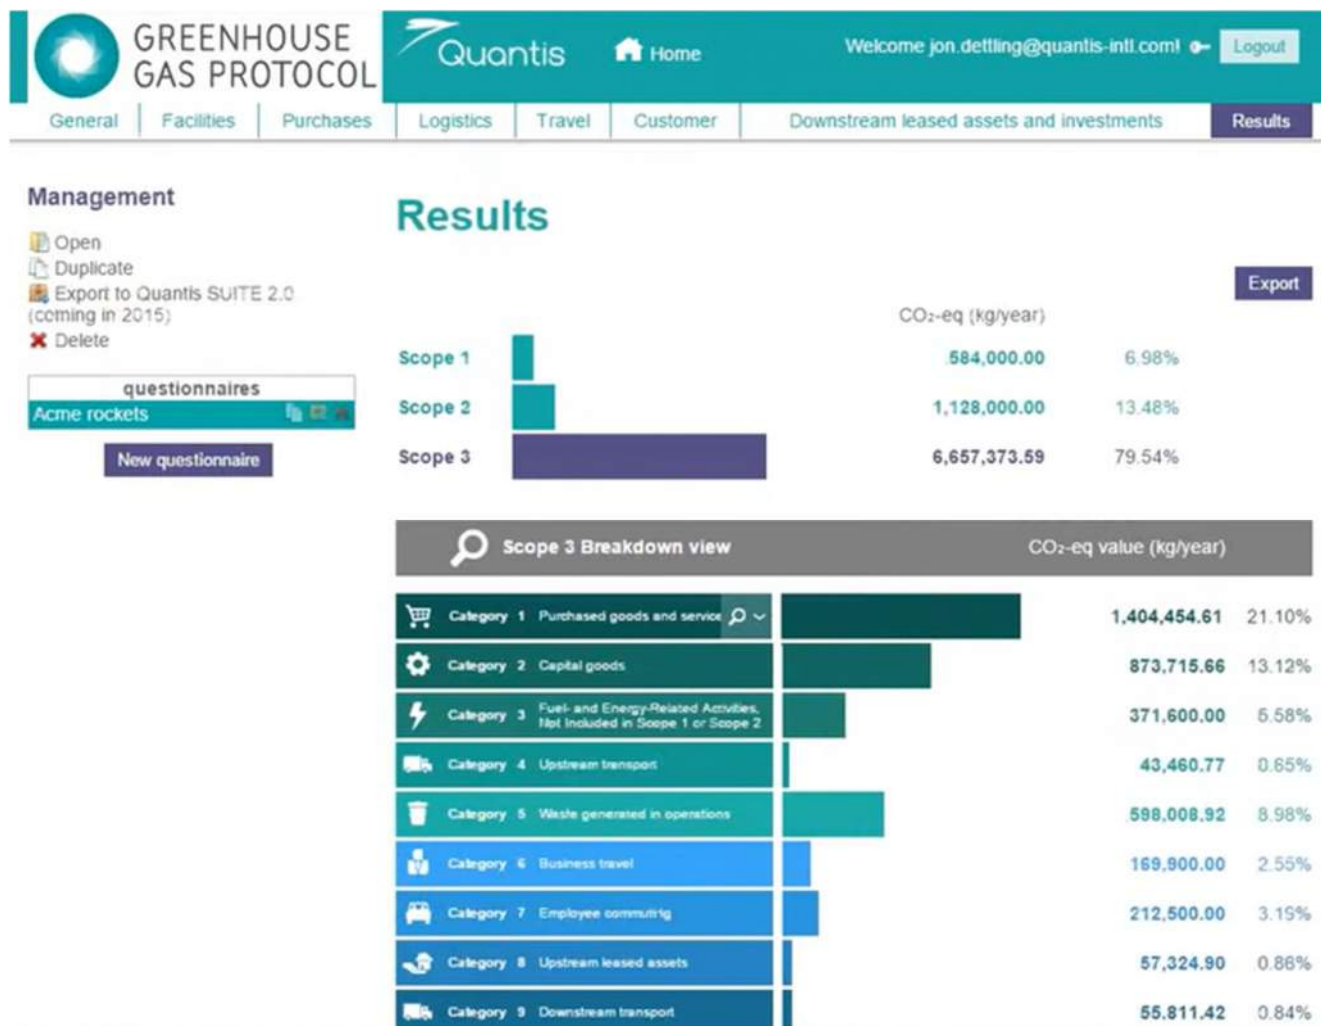 GREENHOUSE
GAS PROTOCOL
Quantis
Home
Welcome jon.dettling@quantis-intl.com!
Logout
General
Facilities
Purchases
Logistics
Travel
Customer
Downstream leased assets and investments
Results
Management
Open
Duplicate
Export to Quantis SUITE 2.0
(coming in 2015)
Delete
questionnaires
Acme rockets
New questionnaire
Results
Export
CO₂-eq (kg/year)
Scope 1 584,000.00 6.98%
Scope 2 1,128,000.00 13.48%
Scope 3 6,657,373.59 79.54%
Scope 3 Breakdown view CO₂-eq value (kg/year)
Category 1 Purchased goods and service 1,404,454.61 21.10%
Category 2 Capital goods 873,715.66 13.12%
Category 3 Fuel- and Energy-Related Activities,
Not Included in Scope 1 or Scope 2 371,600.00 5.58%
Category 4 Upstream transport 43,460.77 0.65%
Category 5 Waste generated in operations 598,008.92 8.98%
Category 6 Business travel 169,900.00 2.55%
Category 7 Employee commuting 212,500.00 3.19%
Category 8 Upstream leased assets 57,324.90 0.86%
Category 9 Downstream transport 55,811.42 0.84%